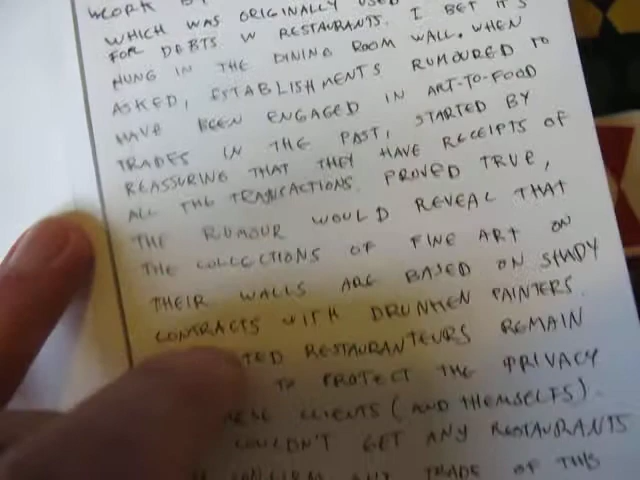 WORK
WHICH WAS ORIGINALLY USED
FOR DEBTS IN RESTAURANTS. I BET IT'S
HUNG IN THE DINING ROOM WALL. WHEN
ASKED, ESTABLISHMENTS RUMOURED TO
HAVE BEEN ENGAGED IN ART-TO-FOOD
TRADES IN THE PAST, STARTED BY
REASSURING THAT THEY HAVE RECEIPTS OF
ALL THE TRANSACTIONS. PROVED TRUE,
THE RUMOUR WOULD REVEAL THAT
THE COLLECTIONS OF FINE ART ON
THEIR WALLS ARE BASED ON SHADY
CONTRACTS WITH DRUNKEN PAINTERS.
TED RESTAURANTEURS REMAIN
TO PROTECT THE PRIVACY
CLIENTS (AND THEMSELFS).
COULDN'T GET ANY RESTAURANTS
ANY TRADE OF THIS